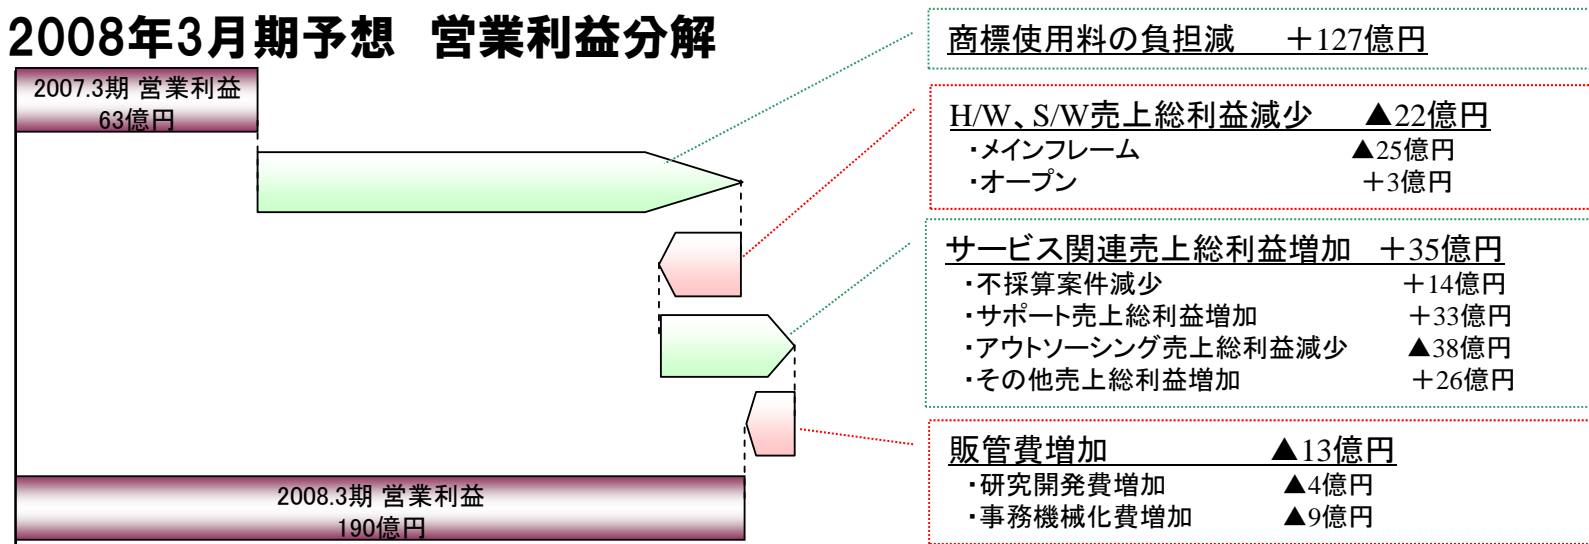 2008年3月期予想　営業利益分解
2007.3期 営業利益
63億円
2008.3期 営業利益
190億円
商標使用料の負担減　＋127億円
H/W、S/W売上総利益減少　▲22億円
・メインフレーム　▲25億円
・オープン　＋3億円
サービス関連売上総利益増加　＋35億円
・不採算案件減少　＋14億円
・サポート売上総利益増加　＋33億円
・アウトソーシング売上総利益減少　▲38億円
・その他売上総利益増加　＋26億円
販管費増加　▲13億円
・研究開発費増加　▲4億円
・事務機械化費増加　▲9億円